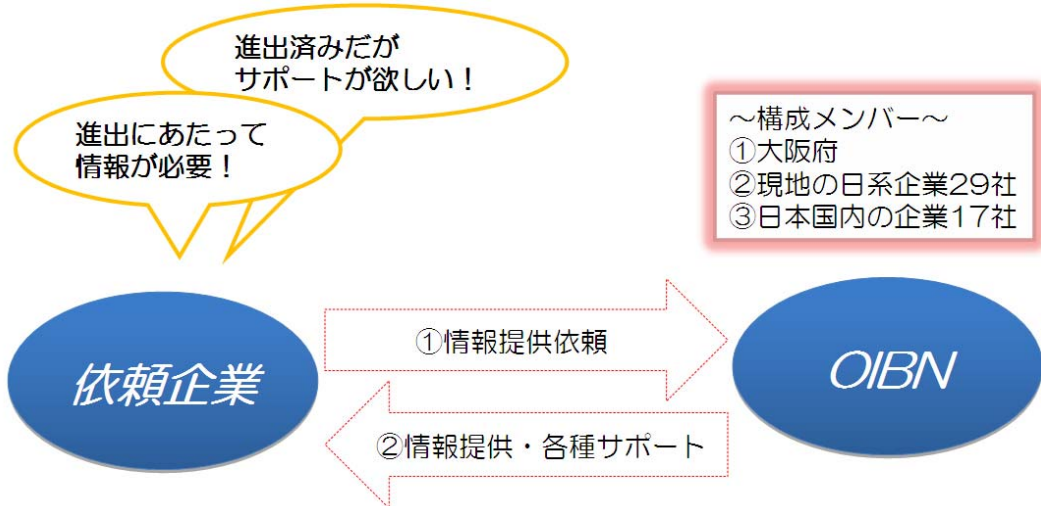 進出済みだが
サポートが欲しい！
進出にあたって
情報が必要！
～構成メンバー～
①大阪府
②現地の日系企業29社
③日本国内の企業17社
依頼企業
①情報提供依頼
OIBN
②情報提供・各種サポート